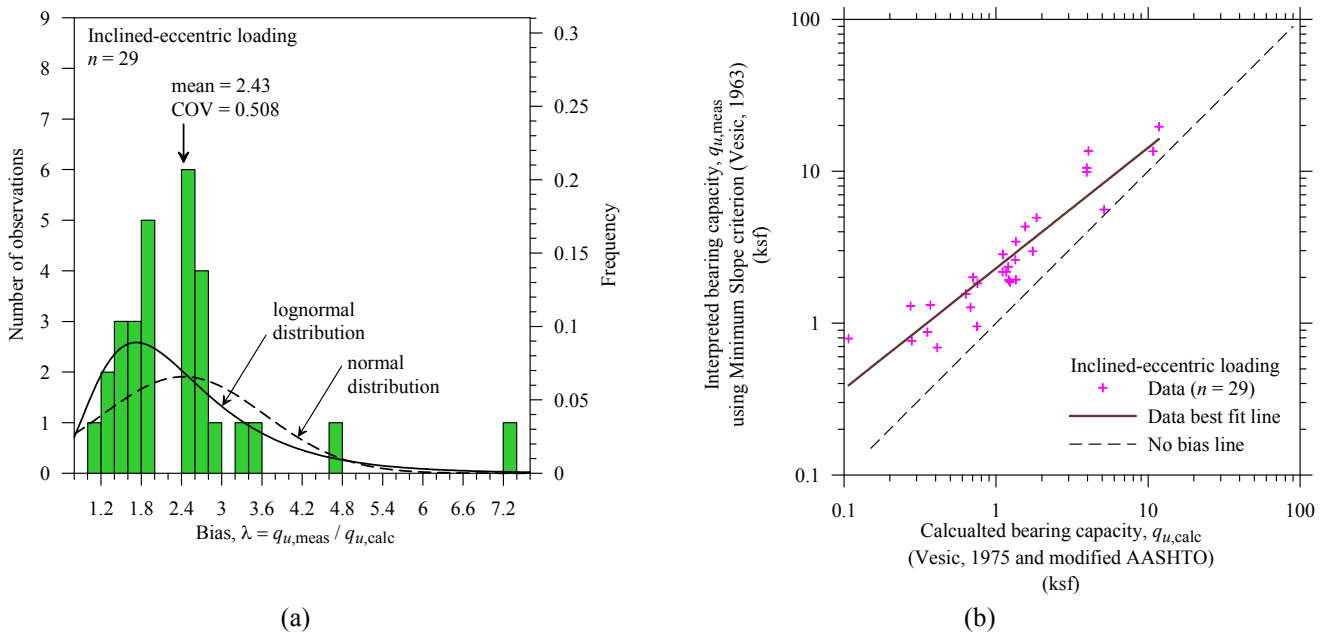 Inclined-eccentric loading
n = 29
mean = 2.43
COV = 0.508
lognormal
distribution
normal
distribution
Number of observations
9
8
7
6
5
4
3
2
1
0
Frequency
0.3
0.25
0.2
0.15
0.1
0.05
0
1.2 1.8 2.4 3 3.6 4.2 4.8 5.4 6 6.6 7.2
Bias, λ = qu,meas / qu,calc
(a)
Interpreted bearing capacity, qu,meas
using Minimum Slope criterion (Vesic, 1963)
(ksf)
100
10
1
0.1
Inclined-eccentric loading
Data (n = 29)
Data best fit line
No bias line
0.1 1 10 100
Calcualted bearing capacity, qu,calc
(Vesic, 1975 and modified AASHTO)
(ksf)
(b)